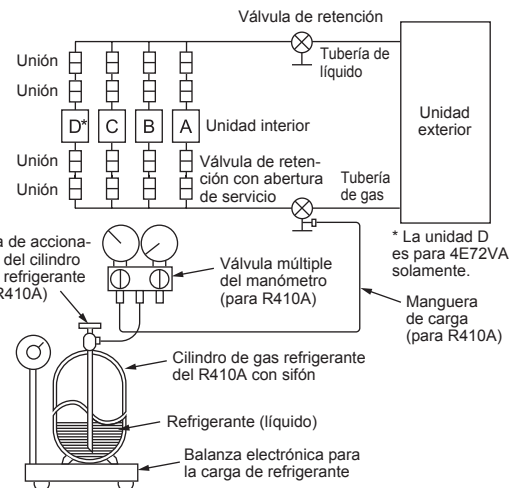 Válvula de retención
Tubería de
líquido
Unión
Unión
D*
C
B
A
Unidad interior
Unidad
exterior
Unión
Unión
Válvula de reten-
ción con abertura
de servicio
Tubería
de gas
* La unidad D
es para 4E72VA
solamente.
de acciona-
del cilindro
refrigerante
R410A)
Válvula múltiple
del manómetro
(para R410A)
Manguera
de carga
(para R410A)
Cilindro de gas refrigerante
del R410A con sifón
Refrigerante (líquido)
Balanza electrónica para
la carga de refrigerante